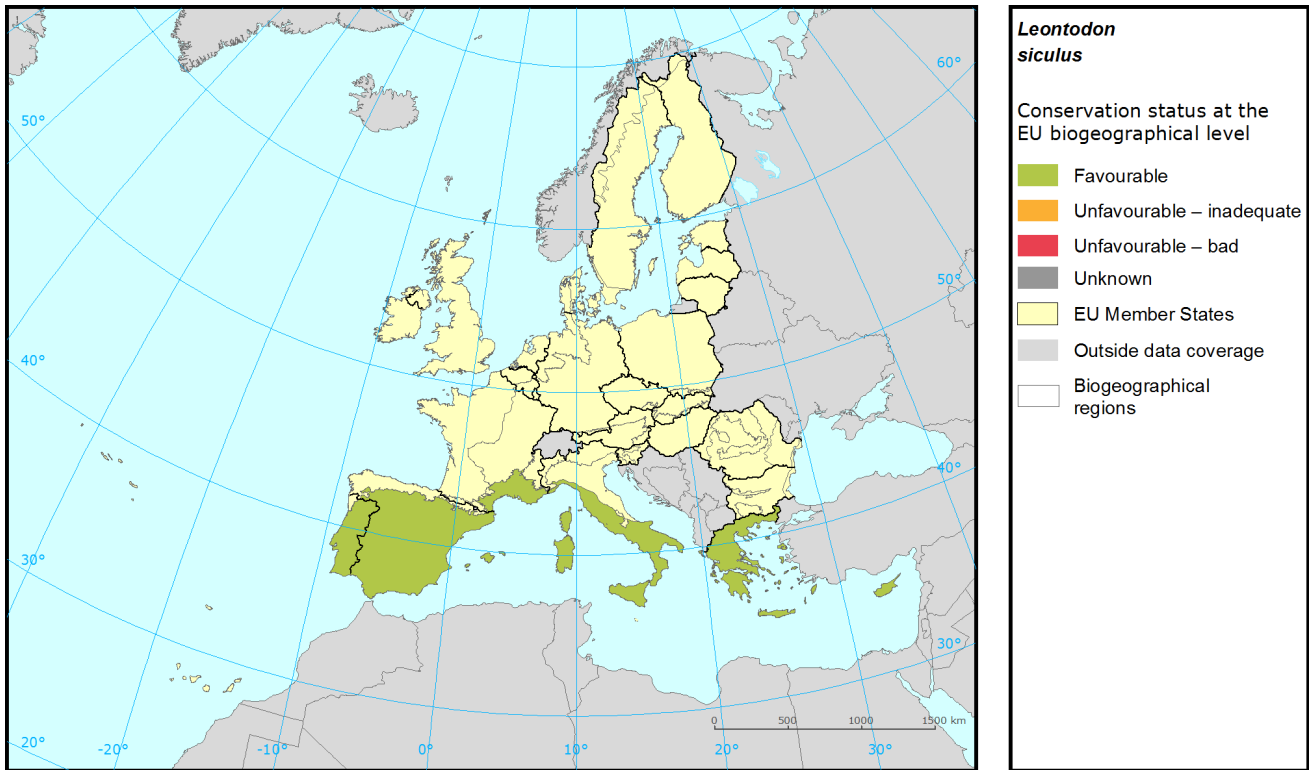 Leontodon
siculus
Conservation status at the
EU biogeographical level
Favourable
Unfavourable – inadequate
Unfavourable – bad
Unknown
EU Member States
Outside data coverage
Biogeographical
regions
60°
50°
50°
40°
40°
30°
30°
20°
-20°
-10°
0°
10°
20°
30°
0 500 1000 1500 km